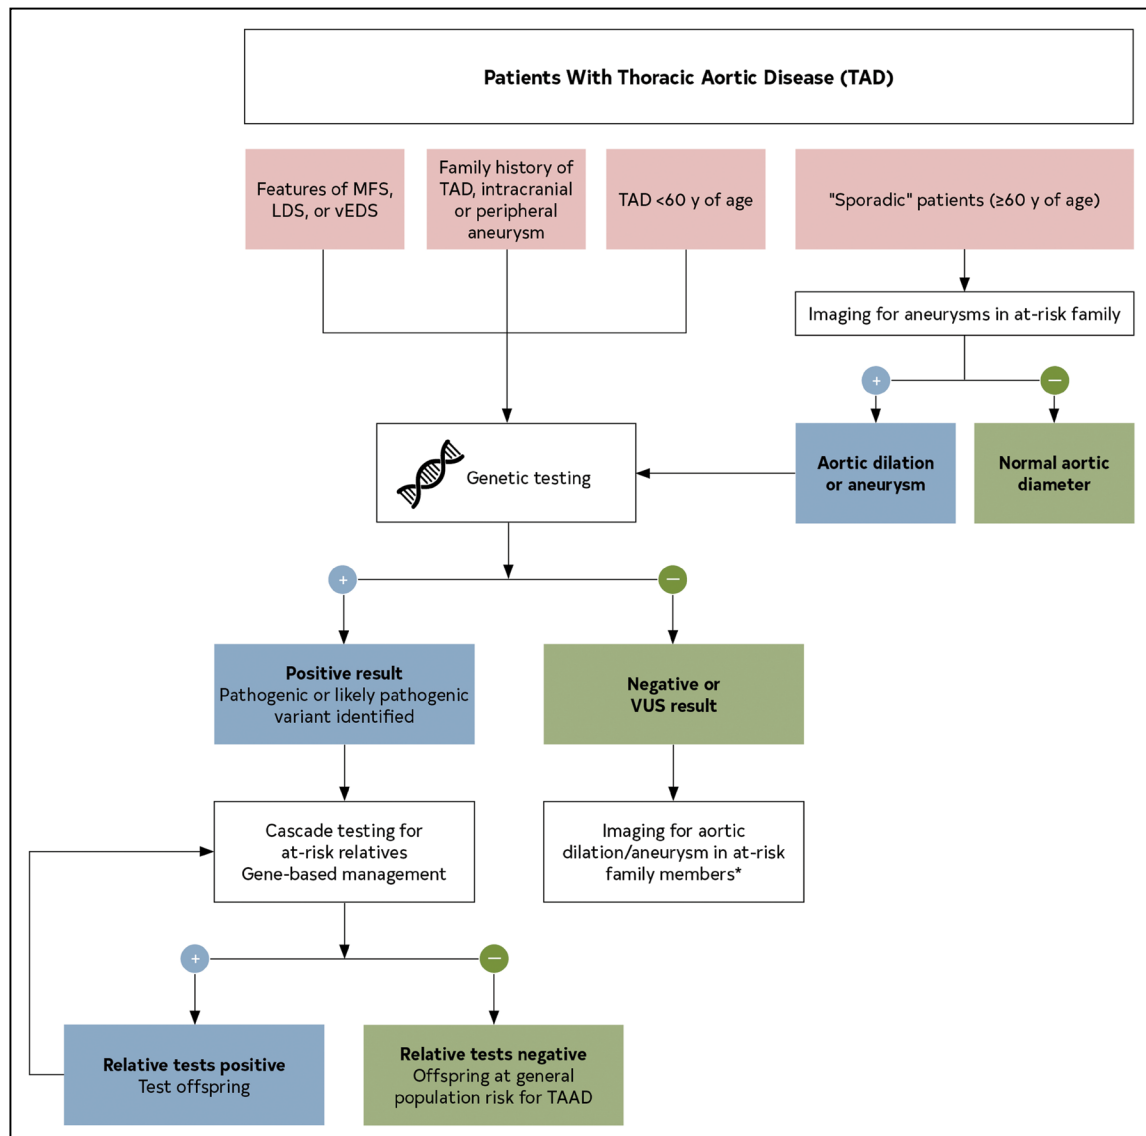 Patients With Thoracic Aortic Disease (TAD)
Features of MFS,
LDS, or vEDS
Family history of
TAD, intracranial
or peripheral
aneurysm
TAD <60 y of age
"Sporadic" patients (≥60 y of age)
Imaging for aneurysms in at-risk family
+
−
Aortic dilation
or aneurysm
Normal aortic
diameter
Genetic testing
+
−
Positive result
Pathogenic or likely pathogenic
variant identified
Negative or
VUS result
Cascade testing for
at-risk relatives
Gene-based management
Imaging for aortic
dilation/aneurysm in at-risk
family members*
+
−
Relative tests positive
Test offspring
Relative tests negative
Offspring at general
population risk for TAAD